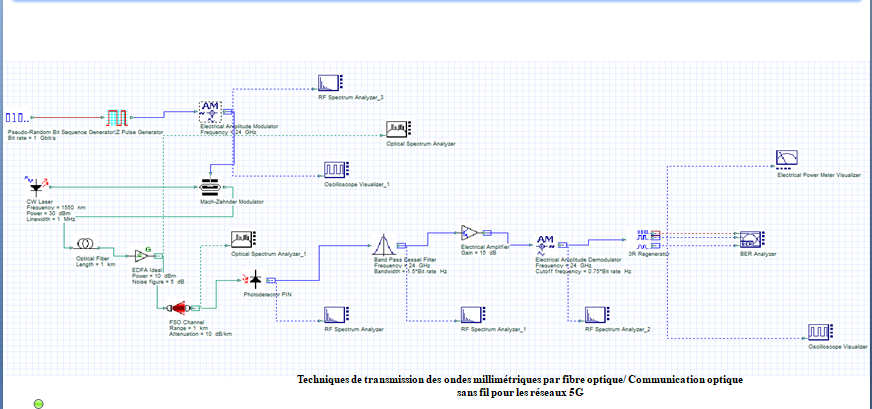 RF Spectrum Analyzer_3
AM
Pseudo-Random Bit Sequence Generator
NRZ Pulse Generator
Bit rate = 1 Gbit/s
Electrical Amplitude Modulator
Frequency = 24 GHz
Optical Spectrum Analyzer
Electrical Power Meter Visualizer
Oscilloscope Visualizer_1
CW Laser
Frequency = 1550 nm
Power = 30 dBm
Linewidth = 1 MHz
Mach-Zehnder Modulator
Optical Fiber
Length = 1 km
G
EDFA Ideal
Power = 10 dBm
Noise figure = 5 dB
Optical Spectrum Analyzer_1
Photodetector PIN
Band Pass Bessel Filter
Frequency = 24 GHz
Bandwidth = 1.5*Bit rate Hz
Electrical Amplifier
Gain = 15 dB
AM
Electrical Amplitude Demodulator
Frequency = 24 GHz
Cutoff frequency = 0.75*Bit rate Hz
3R Regenerator
BER Analyzer
FSO Channel
Range = 1 km
Attenuation = 10 dB/km
RF Spectrum Analyzer
RF Spectrum Analyzer_1
RF Spectrum Analyzer_2
Oscilloscope Visualizer
Techniques de transmission des ondes millimétriques par fibre optique/ Communication optique
sans fil pour les réseaux 5G